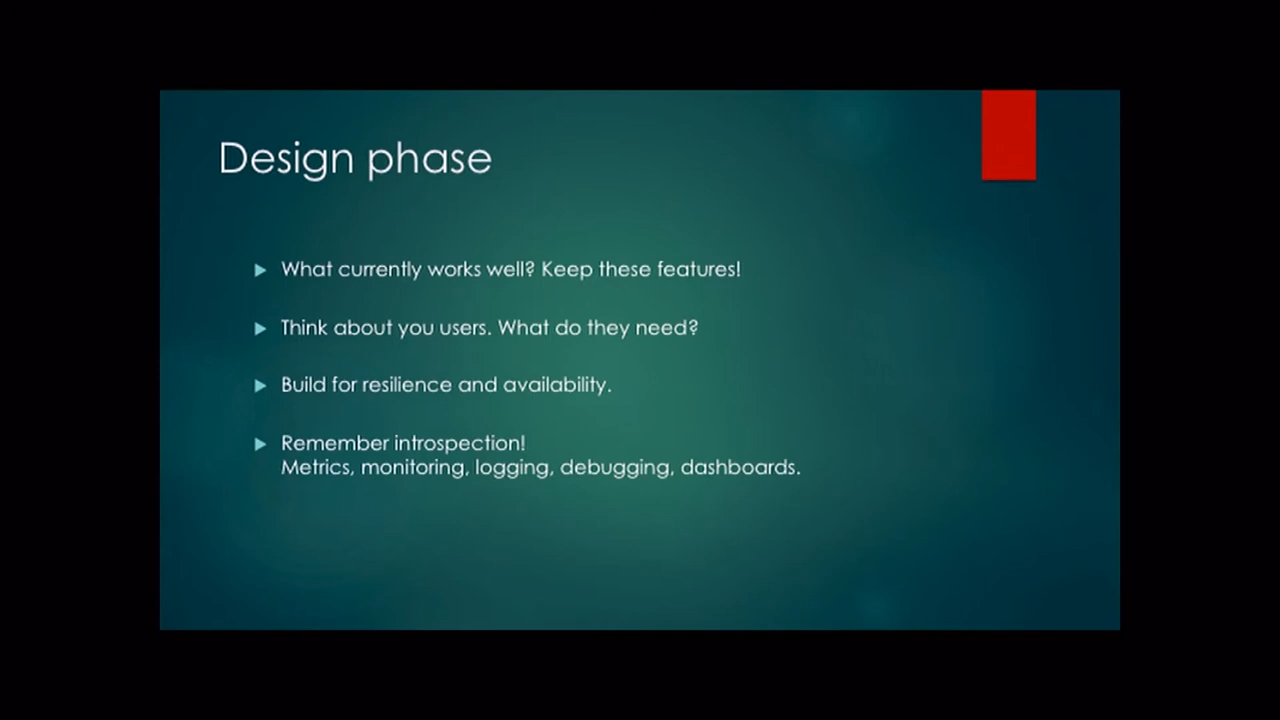 Design phase
What currently works well? Keep these features!
Think about you users. What do they need?
Build for resilience and availability.
Remember introspection!
Metrics, monitoring, logging, debugging, dashboards.